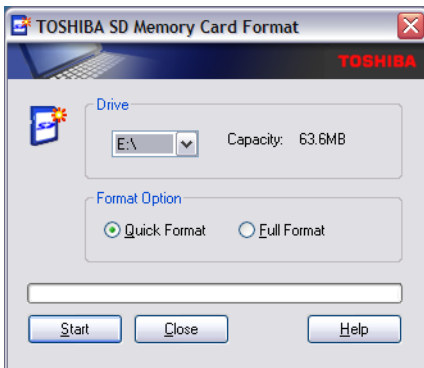 TOSHIBA SD Memory Card Format
TOSHIBA
Drive
E:\ Capacity: 63.6MB
Format Option
Quick Format Full Format
Start Close Help